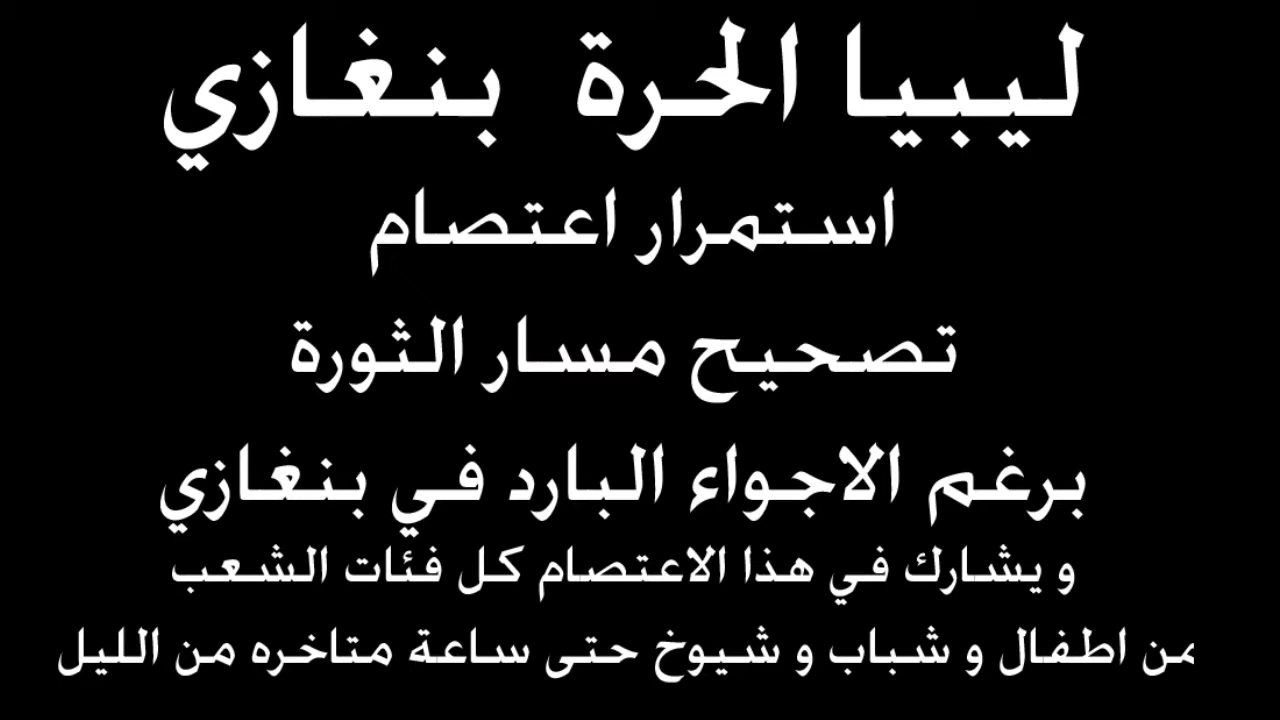 ليبيا الحرة بنغازي
استمرار اعتصام
تصحيح مسار الثورة
برغم الاجواء البارد في بنغازي
و يشارك في هذا الاعتصام كل فئات الشعب
من اطفال و شباب و شيوخ حتى ساعة متاخره من الليل